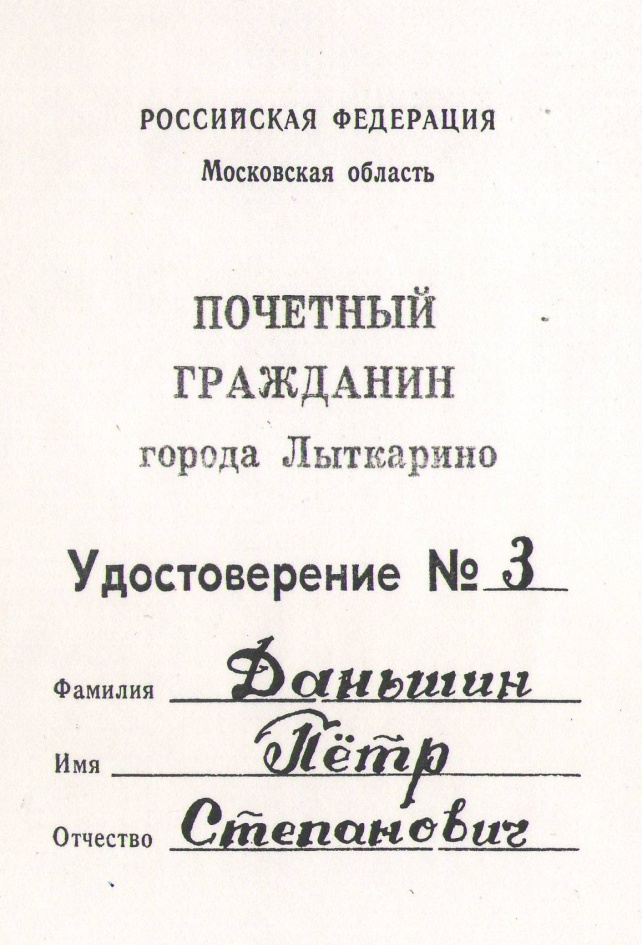 РОССИЙСКАЯ ФЕДЕРАЦИЯ
Московская область
ПОЧЕТНЫЙ
ГРАЖДАНИН
города Лыткарино
Удостоверение № 3
Фамилия Даньшин
Имя Пётр
Отчество Степанович